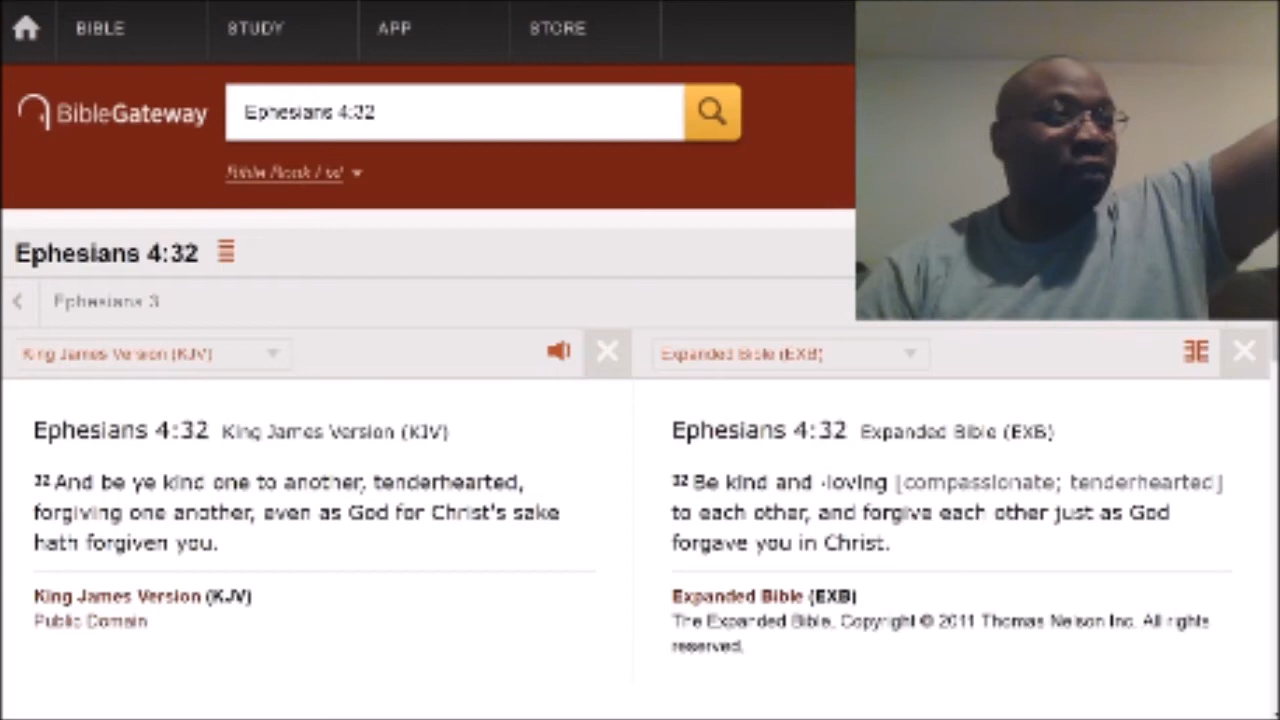 BIBLE STUDY APP STORE
BibleGateway
Ephesians 4:32
Bible Book List
Ephesians 4:32
Ephesians 3
King James Version (KJV)
Expanded Bible (EXB)
Ephesians 4:32 King James Version (KJV)
32 And be ye kind one to another, tenderhearted,
forgiving one another, even as God for Christ's sake
hath forgiven you.
King James Version (KJV)
Public Domain
Ephesians 4:32 Expanded Bible (EXB)
32 Be kind and ·loving [compassionate; tenderhearted]
to each other, and forgive each other just as God
forgave you in Christ.
Expanded Bible (EXB)
The Expanded Bible, Copyright © 2011 Thomas Nelson Inc. All rights
reserved.